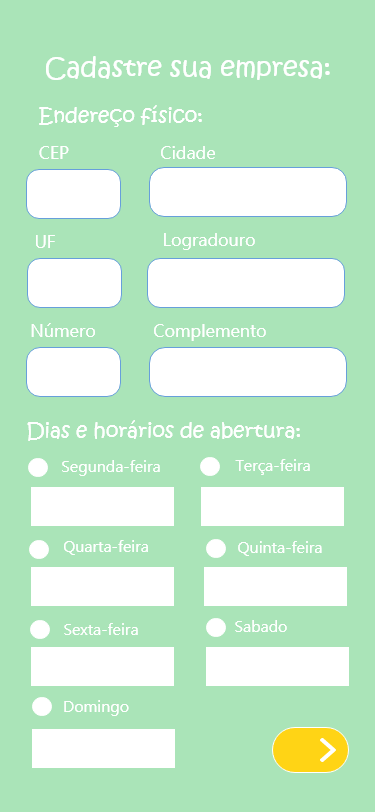 Cadastre sua empresa:
Endereço físico:
CEP Cidade
UF Logradouro
Número Complemento
Dias e horários de abertura:
Segunda-feira Terça-feira
Quarta-feira Quinta-feira
Sexta-feira Sabado
Domingo